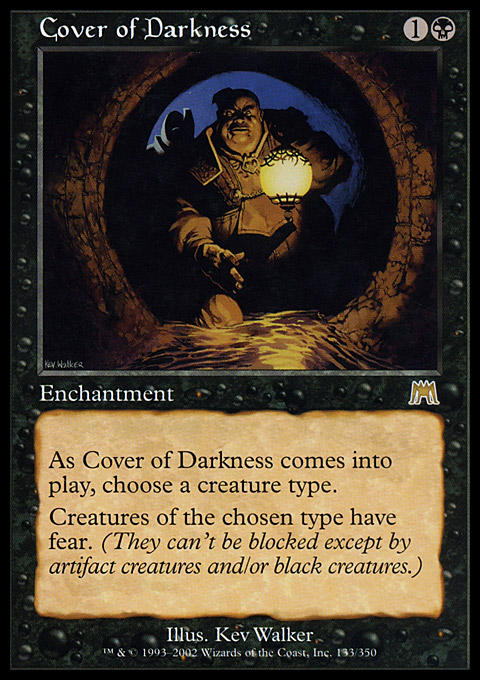 Cover of Darkness 1
Kev Walker
Enchantment
As Cover of Darkness comes into
play, choose a creature type.
Creatures of the chosen type have
fear. (They can't be blocked except by
artifact creatures and/or black creatures.)
Illus. Kev Walker
™ & © 1993–2002 Wizards of the Coast, Inc. 133/350